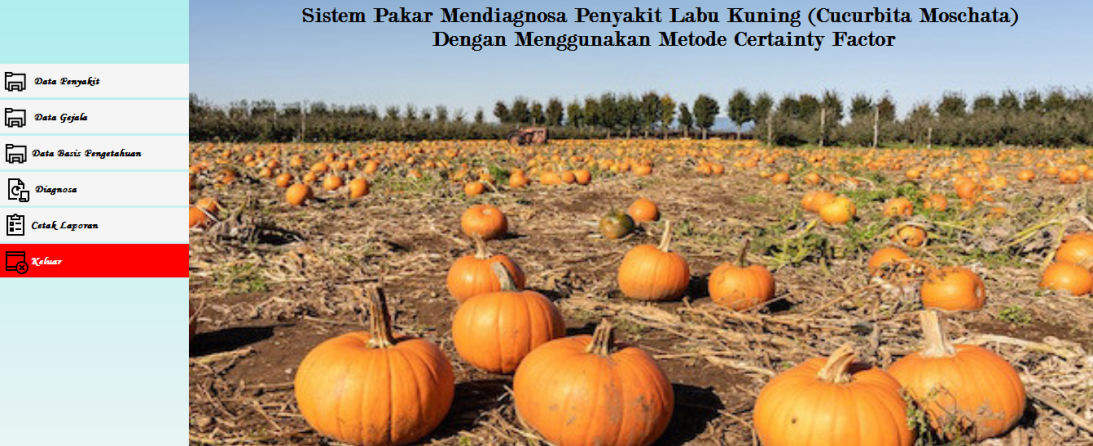 Sistem Pakar Mendiagnosa Penyakit Labu Kuning (Cucurbita Moschata)
Dengan Menggunakan Metode Certainty Factor
Data Penyakit
Data Gejala
Data Basis Pengetahuan
Diagnosa
Cetak Laporan
Keluar